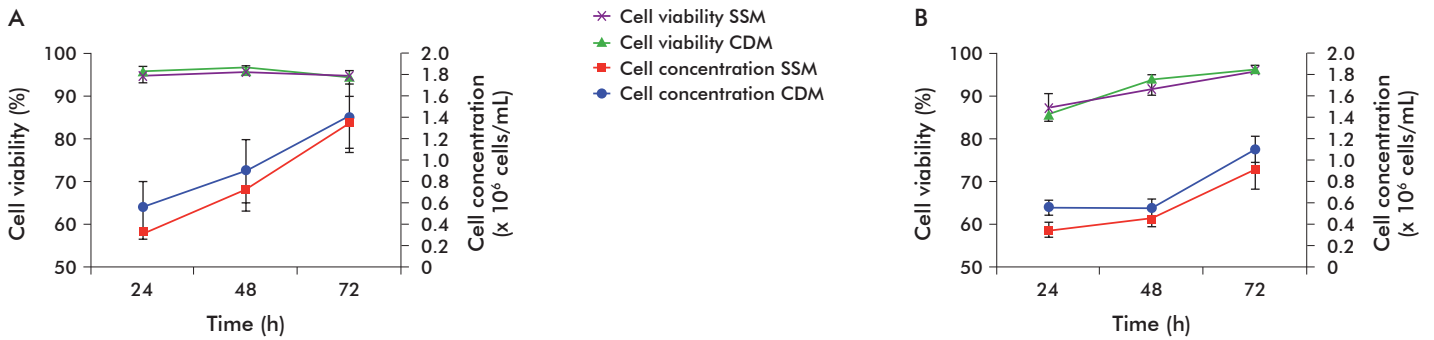 A
Cell viability SSM
Cell viability CDM
Cell concentration SSM
Cell concentration CDM
B
Cell viability (%)
100
90
80
70
60
50
2.0
1.8
1.6
1.4
1.2
1.0
0.8
0.6
0.4
0.2
0
Cell concentration
(x 10⁶ cells/mL)
24 48 72
Time (h)
Cell viability (%)
100
90
80
70
60
50
2.0
1.8
1.6
1.4
1.2
1.0
0.8
0.6
0.4
0.2
0
Cell concentration
(x 10⁶ cells/mL)
24 48 72
Time (h)